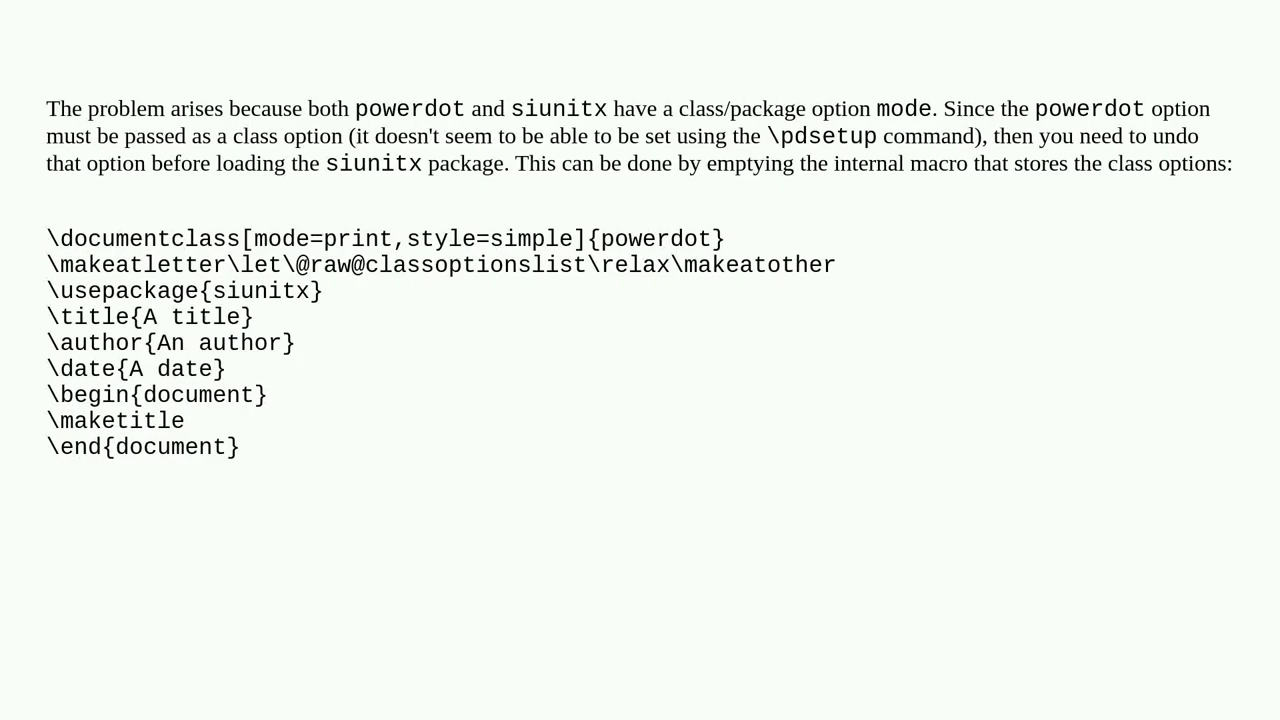 The problem arises because both powerdot and siunitx have a class/package option mode. Since the powerdot option
must be passed as a class option (it doesn't seem to be able to be set using the \pdsetup command), then you need to undo
that option before loading the siunitx package. This can be done by emptying the internal macro that stores the class options:
\documentclass[mode=print,style=simple]{powerdot}
\makeatletter\let\@raw@classoptionslist\relax\makeatother
\usepackage{siunitx}
\title{A title}
\author{An author}
\date{A date}
\begin{document}
\maketitle
\end{document}